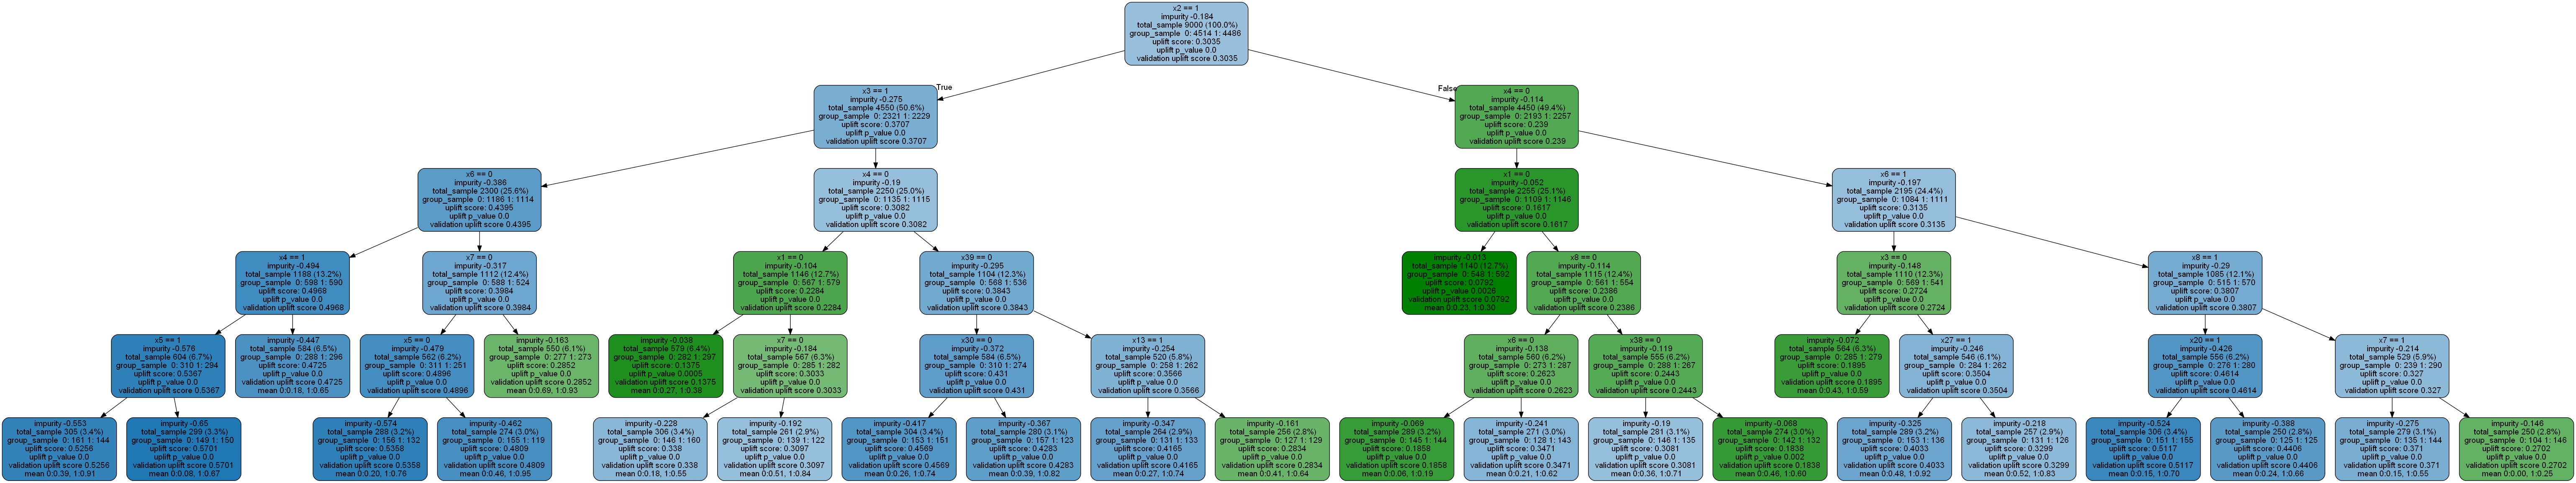 x2 == 1
impurity -0.184
total_sample 9000 (100.0%)
group_sample 0: 4514 1: 4486
uplift score: 0.3035
uplift p_value 0.0
validation uplift score 0.3035
True
False
x3 == 1
impurity -0.275
total_sample 4550 (50.6%)
group_sample 0: 2321 1: 2229
uplift score: 0.3707
uplift p_value 0.0
validation uplift score 0.3707
x4 == 0
impurity -0.114
total_sample 4450 (49.4%)
group_sample 0: 2193 1: 2257
uplift score: 0.239
uplift p_value 0.0
validation uplift score 0.239
x6 == 0
impurity -0.386
total_sample 2300 (25.6%)
group_sample 0: 1186 1: 1114
uplift score: 0.4395
uplift p_value 0.0
validation uplift score 0.4395
x4 == 0
impurity -0.19
total_sample 2250 (25.0%)
group_sample 0: 1135 1: 1115
uplift score: 0.3082
uplift p_value 0.0
validation uplift score 0.3082
x1 == 0
impurity -0.052
total_sample 2255 (25.1%)
group_sample 0: 1109 1: 1146
uplift score: 0.1617
uplift p_value 0.0
validation uplift score 0.1617
x6 == 1
impurity -0.197
total_sample 2195 (24.4%)
group_sample 0: 1084 1: 1111
uplift score: 0.3135
uplift p_value 0.0
validation uplift score 0.3135
x4 == 1
impurity -0.494
total_sample 1188 (13.2%)
group_sample 0: 598 1: 590
uplift score: 0.4968
uplift p_value 0.0
validation uplift score 0.4968
x7 == 0
impurity -0.317
total_sample 1112 (12.4%)
group_sample 0: 588 1: 524
uplift score: 0.3984
uplift p_value 0.0
validation uplift score 0.3984
x1 == 0
impurity -0.104
total_sample 1146 (12.7%)
group_sample 0: 567 1: 579
uplift score: 0.2284
uplift p_value 0.0
validation uplift score 0.2284
x39 == 0
impurity -0.295
total_sample 1104 (12.3%)
group_sample 0: 568 1: 536
uplift score: 0.3843
uplift p_value 0.0
validation uplift score 0.3843
impurity -0.013
total_sample 1140 (12.7%)
group_sample 0: 548 1: 592
uplift score: 0.0792
uplift p_value 0.0026
validation uplift score 0.0792
mean 0:0.23, 1:0.30
x8 == 0
impurity -0.114
total_sample 1115 (12.4%)
group_sample 0: 561 1: 554
uplift score: 0.2386
uplift p_value 0.0
validation uplift score 0.2386
x3 == 0
impurity -0.148
total_sample 1110 (12.3%)
group_sample 0: 569 1: 541
uplift score: 0.2724
uplift p_value 0.0
validation uplift score 0.2724
x8 == 1
impurity -0.29
total_sample 1085 (12.1%)
group_sample 0: 515 1: 570
uplift score: 0.3807
uplift p_value 0.0
validation uplift score 0.3807
x5 == 1
impurity -0.576
total_sample 604 (6.7%)
group_sample 0: 310 1: 294
uplift score: 0.5367
uplift p_value 0.0
validation uplift score 0.5367
impurity -0.447
total_sample 584 (6.5%)
group_sample 0: 288 1: 296
uplift score: 0.4725
uplift p_value 0.0
validation uplift score 0.4725
mean 0:0.18, 1:0.65
x5 == 0
impurity -0.479
total_sample 562 (6.2%)
group_sample 0: 311 1: 251
uplift score: 0.4896
uplift p_value 0.0
validation uplift score 0.4896
impurity -0.163
total_sample 550 (6.1%)
group_sample 0: 277 1: 273
uplift score: 0.2852
uplift p_value 0.0
validation uplift score 0.2852
mean 0:0.69, 1:0.93
impurity -0.038
total_sample 579 (6.4%)
group_sample 0: 282 1: 297
uplift score: 0.1375
uplift p_value 0.0005
validation uplift score 0.1375
mean 0:0.27, 1:0.38
x7 == 0
impurity -0.184
total_sample 567 (6.3%)
group_sample 0: 285 1: 282
uplift score: 0.3033
uplift p_value 0.0
validation uplift score 0.3033
x30 == 0
impurity -0.372
total_sample 584 (6.5%)
group_sample 0: 310 1: 274
uplift score: 0.431
uplift p_value 0.0
validation uplift score 0.431
x13 == 1
impurity -0.254
total_sample 520 (5.8%)
group_sample 0: 258 1: 262
uplift score: 0.3566
uplift p_value 0.0
validation uplift score 0.3566
x6 == 0
impurity -0.138
total_sample 560 (6.2%)
group_sample 0: 273 1: 287
uplift score: 0.2623
uplift p_value 0.0
validation uplift score 0.2623
x38 == 0
impurity -0.119
total_sample 555 (6.2%)
group_sample 0: 288 1: 267
uplift score: 0.2443
uplift p_value 0.0
validation uplift score 0.2443
impurity -0.072
total_sample 564 (6.3%)
group_sample 0: 285 1: 279
uplift score: 0.1895
uplift p_value 0.0
validation uplift score 0.1895
mean 0:0.43, 1:0.59
x27 == 1
impurity -0.246
total_sample 546 (6.1%)
group_sample 0: 284 1: 262
uplift score: 0.3504
uplift p_value 0.0
validation uplift score 0.3504
x20 == 1
impurity -0.426
total_sample 556 (6.2%)
group_sample 0: 276 1: 280
uplift score: 0.4614
uplift p_value 0.0
validation uplift score 0.4614
x7 == 1
impurity -0.214
total_sample 529 (5.9%)
group_sample 0: 239 1: 290
uplift score: 0.327
uplift p_value 0.0
validation uplift score 0.327
impurity -0.553
total_sample 305 (3.4%)
group_sample 0: 161 1: 144
uplift score: 0.5256
uplift p_value 0.0
validation uplift score 0.5256
mean 0:0.39, 1:0.91
impurity -0.65
total_sample 299 (3.3%)
group_sample 0: 149 1: 150
uplift score: 0.5701
uplift p_value 0.0
validation uplift score 0.5701
mean 0:0.08, 1:0.67
impurity -0.574
total_sample 288 (3.2%)
group_sample 0: 156 1: 132
uplift score: 0.5358
uplift p_value 0.0
validation uplift score 0.5358
mean 0:0.20, 1:0.76
impurity -0.462
total_sample 274 (3.0%)
group_sample 0: 155 1: 119
uplift score: 0.4809
uplift p_value 0.0
validation uplift score 0.4809
mean 0:0.46, 1:0.95
impurity -0.228
total_sample 306 (3.4%)
group_sample 0: 146 1: 160
uplift score: 0.338
uplift p_value 0.0
validation uplift score 0.338
mean 0:0.18, 1:0.55
impurity -0.192
total_sample 261 (2.9%)
group_sample 0: 139 1: 122
uplift score: 0.3097
uplift p_value 0.0
validation uplift score 0.3097
mean 0:0.51, 1:0.84
impurity -0.417
total_sample 304 (3.4%)
group_sample 0: 153 1: 151
uplift score: 0.4569
uplift p_value 0.0
validation uplift score 0.4569
mean 0:0.26, 1:0.74
impurity -0.367
total_sample 280 (3.1%)
group_sample 0: 157 1: 123
uplift score: 0.4283
uplift p_value 0.0
validation uplift score 0.4283
mean 0:0.39, 1:0.82
impurity -0.347
total_sample 264 (2.9%)
group_sample 0: 131 1: 133
uplift score: 0.4165
uplift p_value 0.0
validation uplift score 0.4165
mean 0:0.27, 1:0.74
impurity -0.161
total_sample 256 (2.8%)
group_sample 0: 127 1: 129
uplift score: 0.2834
uplift p_value 0.0
validation uplift score 0.2834
mean 0:0.41, 1:0.64
impurity -0.069
total_sample 289 (3.2%)
group_sample 0: 145 1: 144
uplift score: 0.1858
uplift p_value 0.0
validation uplift score 0.1858
mean 0:0.06, 1:0.19
impurity -0.241
total_sample 271 (3.0%)
group_sample 0: 128 1: 143
uplift score: 0.3471
uplift p_value 0.0
validation uplift score 0.3471
mean 0:0.21, 1:0.62
impurity -0.19
total_sample 281 (3.1%)
group_sample 0: 146 1: 135
uplift score: 0.3081
uplift p_value 0.0
validation uplift score 0.3081
mean 0:0.36, 1:0.71
impurity -0.068
total_sample 274 (3.0%)
group_sample 0: 142 1: 132
uplift score: 0.1838
uplift p_value 0.002
validation uplift score 0.1838
mean 0:0.46, 1:0.60
impurity -0.325
total_sample 289 (3.2%)
group_sample 0: 153 1: 136
uplift score: 0.4033
uplift p_value 0.0
validation uplift score 0.4033
mean 0:0.48, 1:0.92
impurity -0.218
total_sample 257 (2.9%)
group_sample 0: 131 1: 126
uplift score: 0.3299
uplift p_value 0.0
validation uplift score 0.3299
mean 0:0.52, 1:0.83
impurity -0.524
total_sample 306 (3.4%)
group_sample 0: 151 1: 155
uplift score: 0.5117
uplift p_value 0.0
validation uplift score 0.5117
mean 0:0.15, 1:0.70
impurity -0.388
total_sample 250 (2.8%)
group_sample 0: 125 1: 125
uplift score: 0.4406
uplift p_value 0.0
validation uplift score 0.4406
mean 0:0.24, 1:0.66
impurity -0.275
total_sample 279 (3.1%)
group_sample 0: 135 1: 144
uplift score: 0.371
uplift p_value 0.0
validation uplift score 0.371
mean 0:0.15, 1:0.55
impurity -0.146
total_sample 250 (2.8%)
group_sample 0: 104 1: 146
uplift score: 0.2702
uplift p_value 0.0
validation uplift score 0.2702
mean 0:0.00, 1:0.25